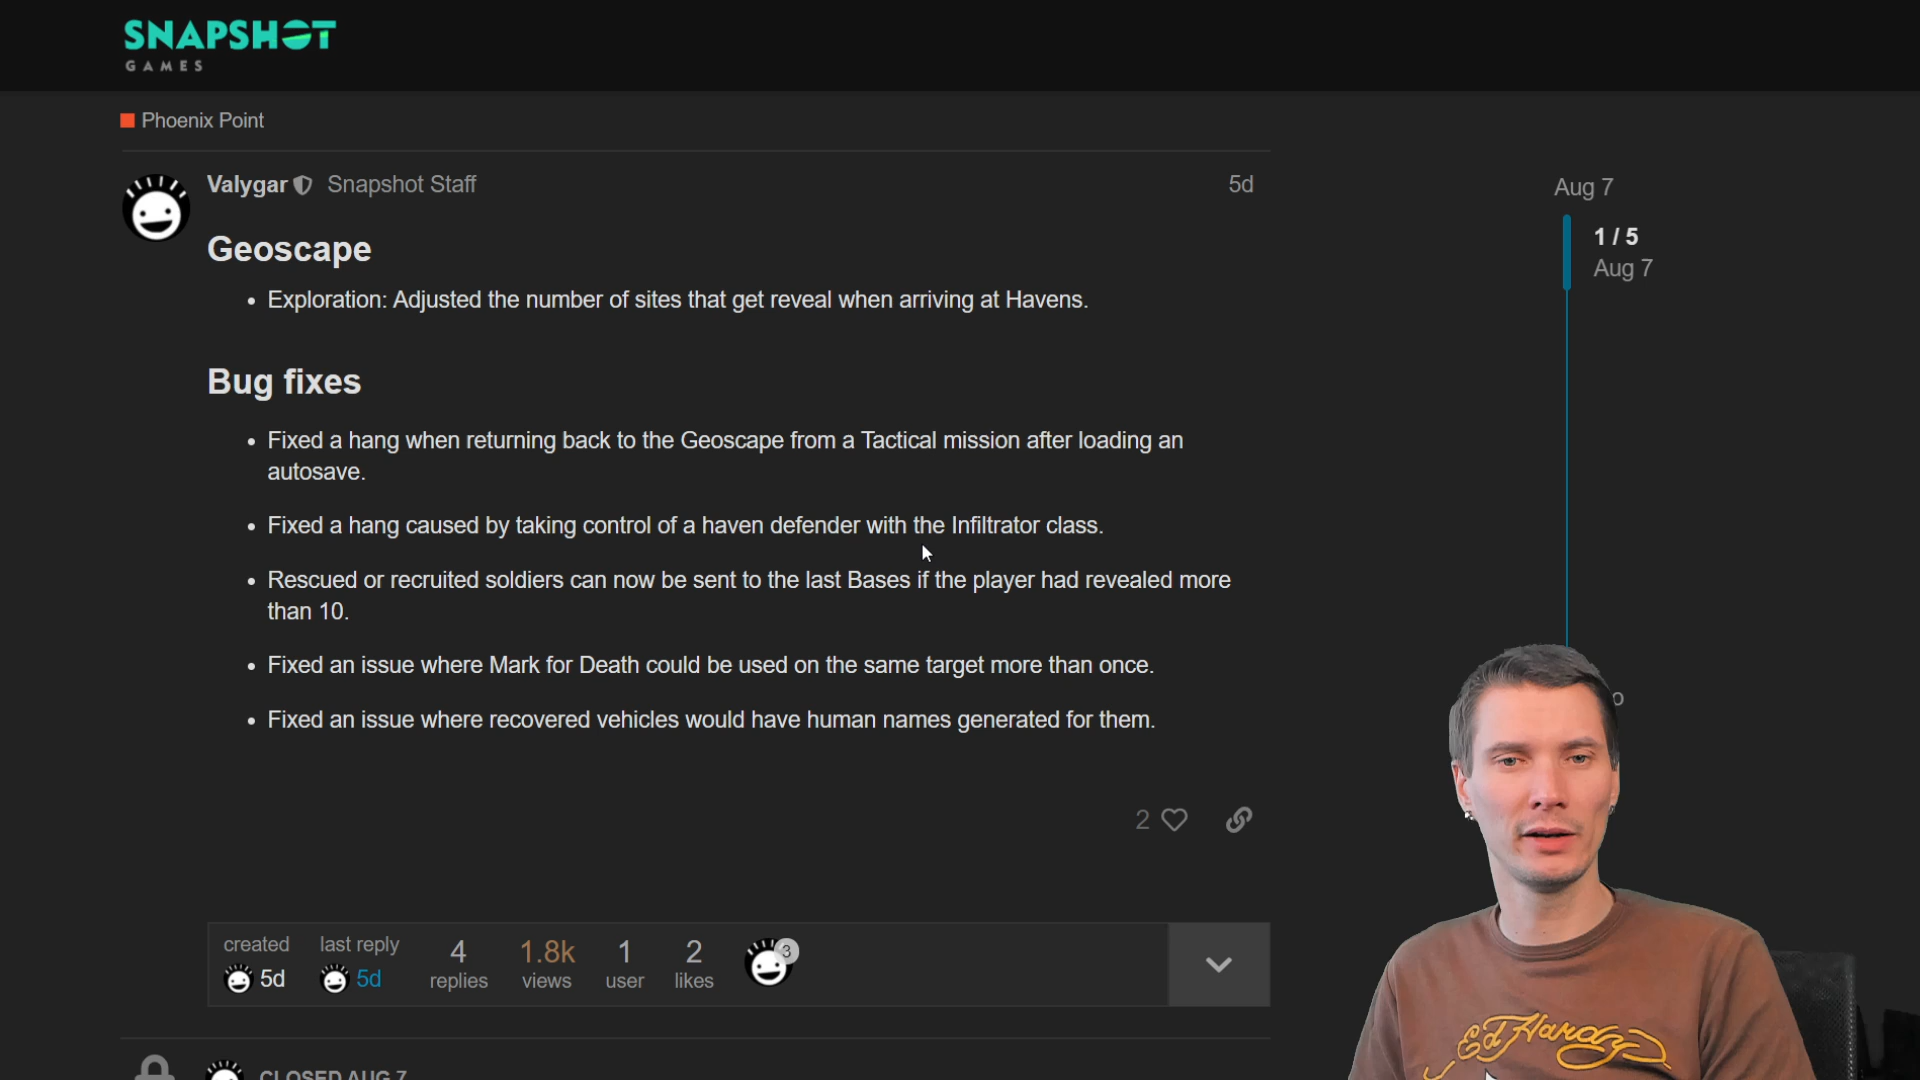 SNAPSHOT
GAMES
Phoenix Point
Valygar Snapshot Staff 5d
Geoscape
• Exploration: Adjusted the number of sites that get reveal when arriving at Havens.
Bug fixes
• Fixed a hang when returning back to the Geoscape from a Tactical mission after loading an
autosave.
• Fixed a hang caused by taking control of a haven defender with the Infiltrator class.
• Rescued or recruited soldiers can now be sent to the last Bases if the player had revealed more
than 10.
• Fixed an issue where Mark for Death could be used on the same target more than once.
• Fixed an issue where recovered vehicles would have human names generated for them.
2
created last reply 4 1.8k 1 2 3
5d 5d replies views user likes
CLOSED AUG 7
Aug 7
1 / 5
Aug 7
o
Ed Hardy